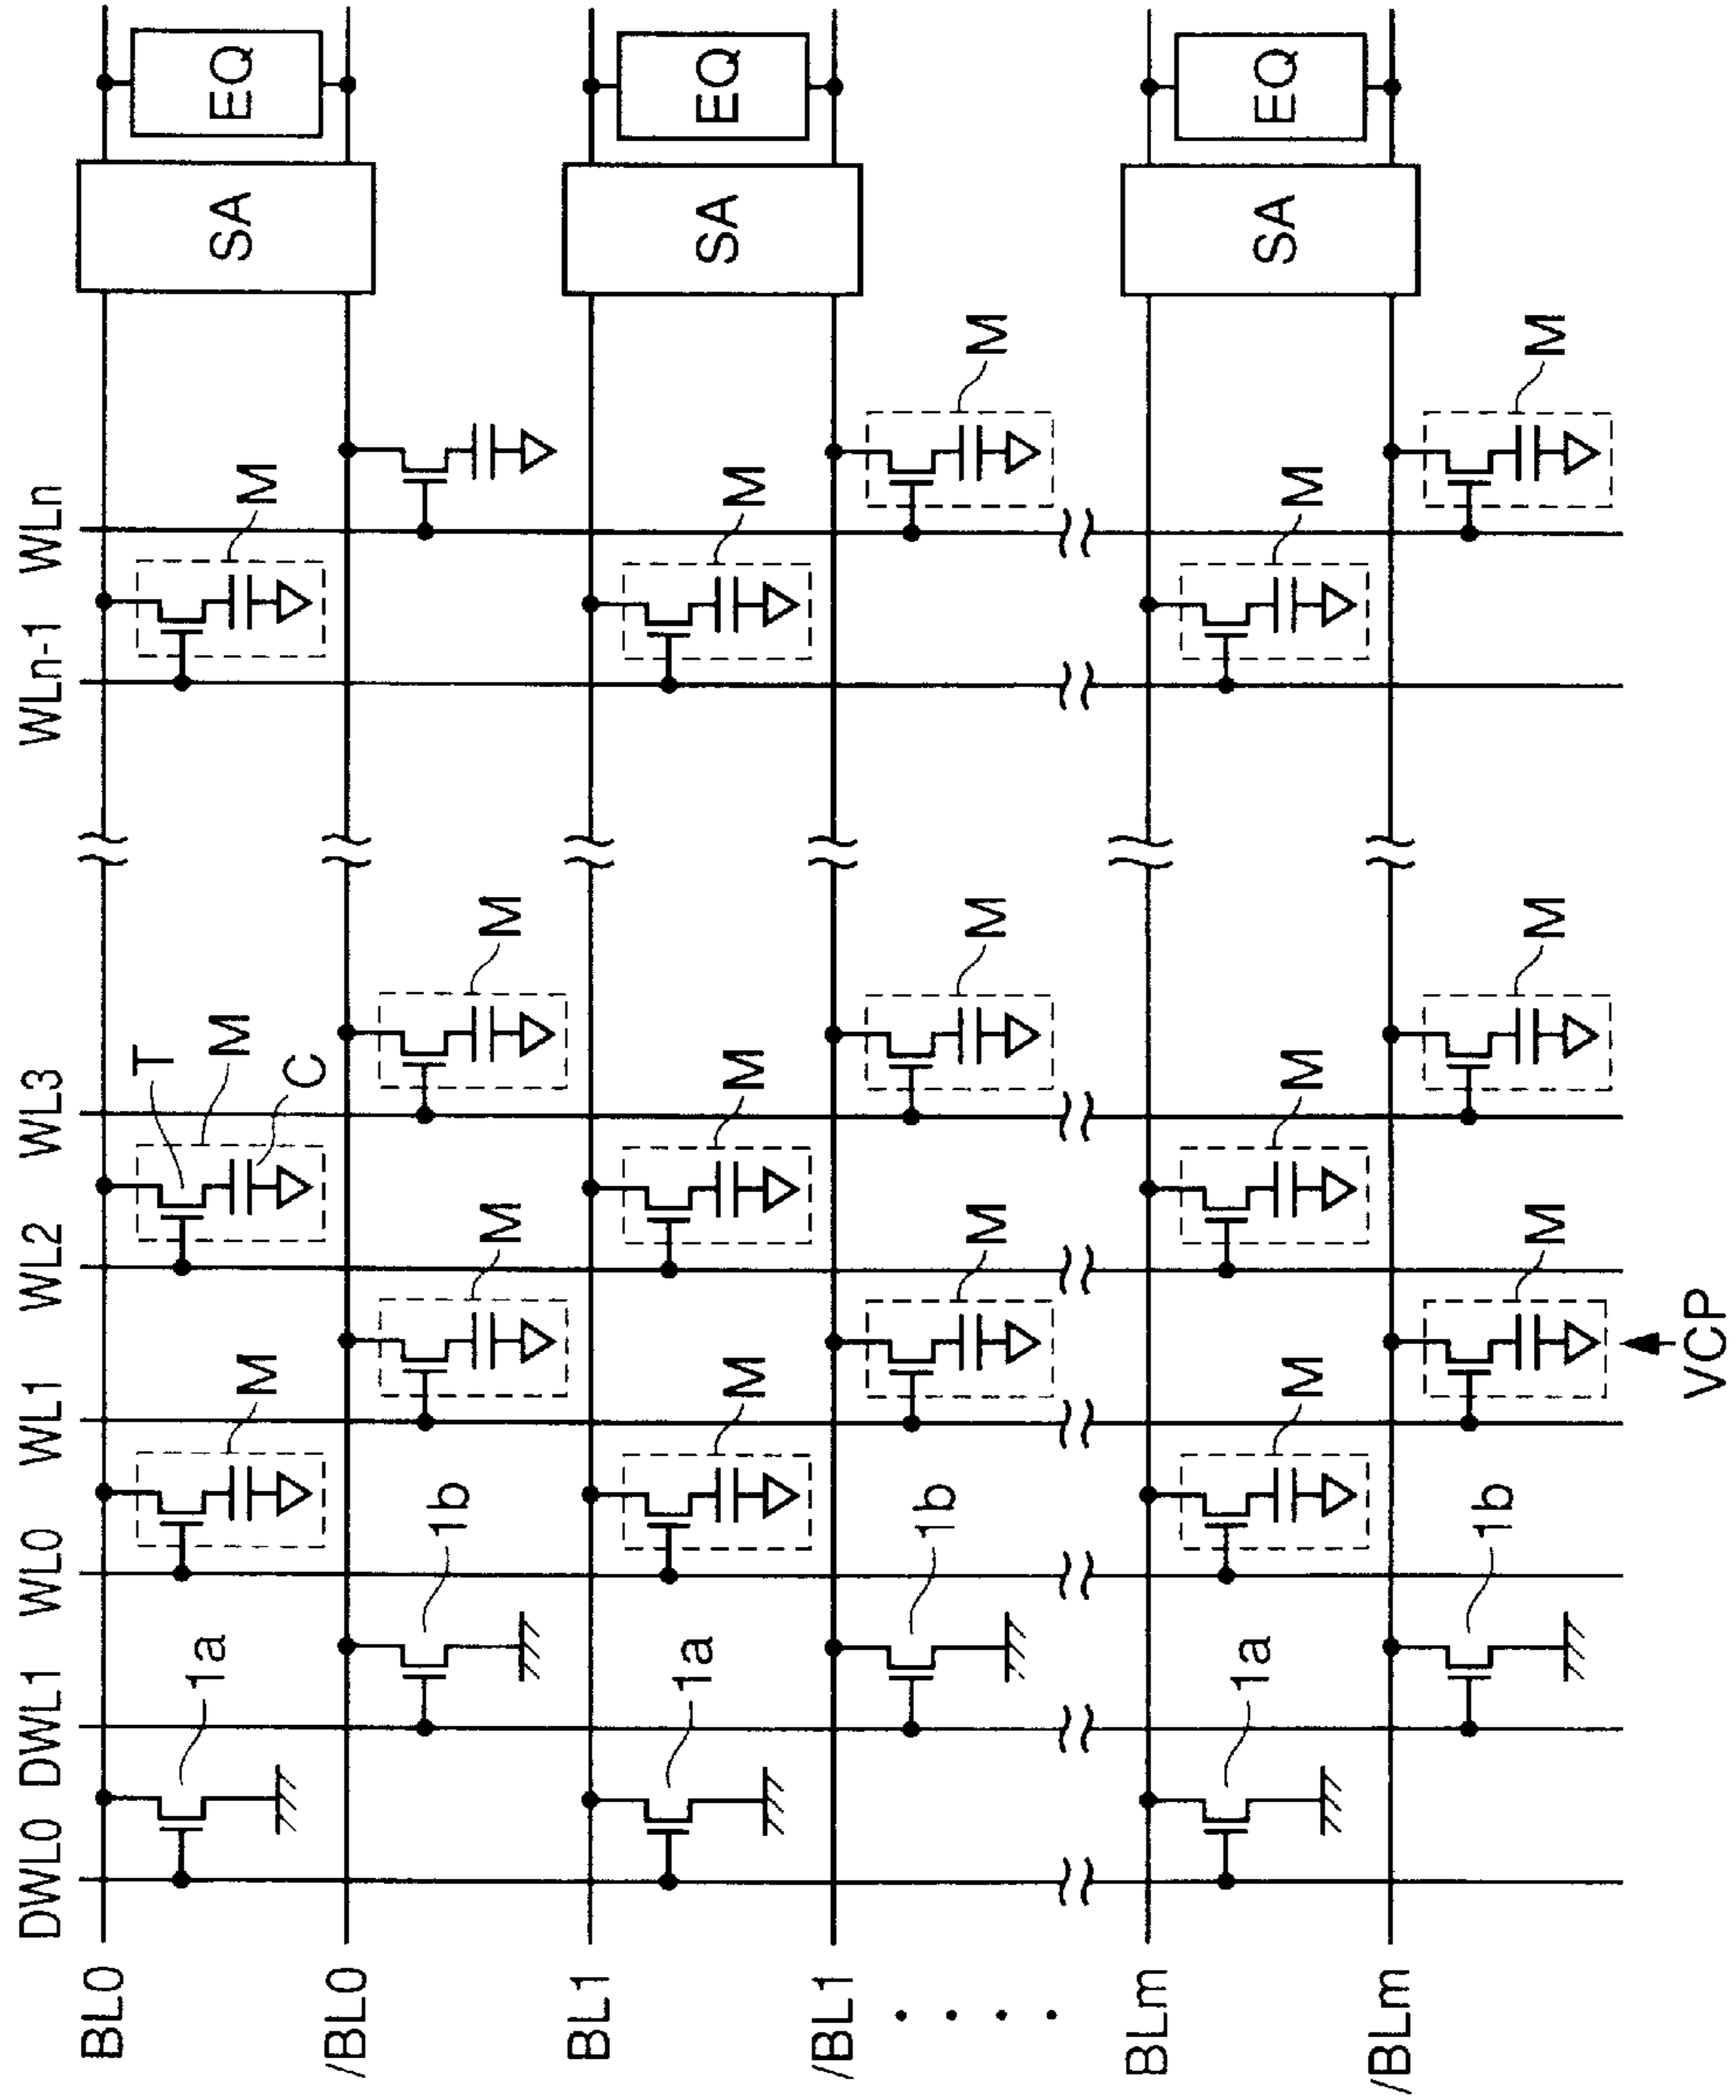 DWL0 DWL1 WL0 WL1 WL2 WL3 WLn-1 WLn
BL0
T
1a M M M SA EQ
C
/BL0
1b M M
BL1
1a M M M SA EQ
/BL1
1b M M M
BLm
1a M M M SA EQ
/BLm
1b M M M
VCP